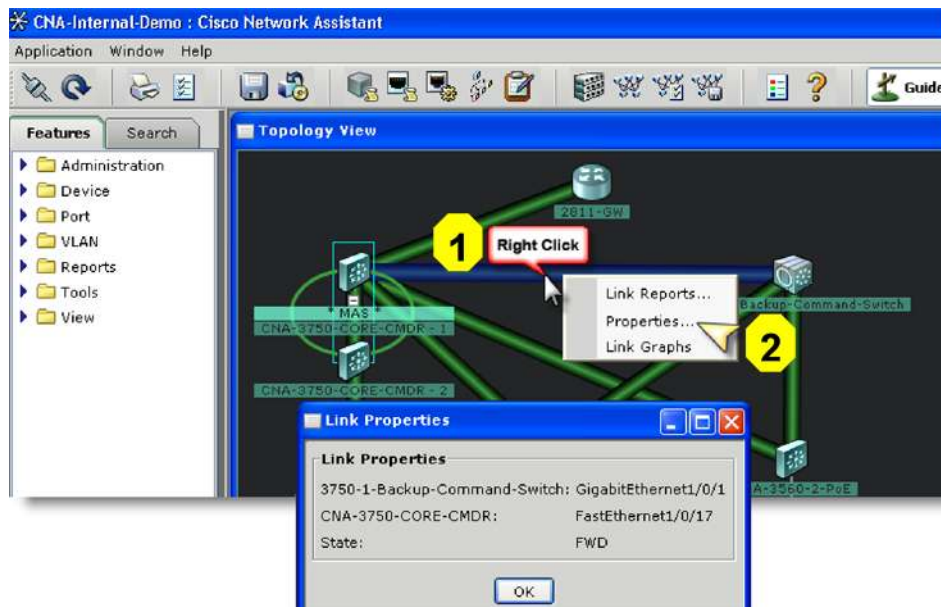 CNA-Internal-Demo : Cisco Network Assistant
Application Window Help
Guide
Features Search
Topology View
Administration
Device
Port
VLAN
Reports
Tools
View
2811-GW
1
Right Click
Link Reports...
Properties...
Link Graphs
2
Backup-Command-Switch
MAS
CNA-3750-CORE-CMDR - 1
CNA-3750-CORE-CMDR - 2
A-3560-2-PoE
Link Properties
Link Properties
3750-1-Backup-Command-Switch: GigabitEthernet1/0/1
CNA-3750-CORE-CMDR: FastEthernet1/0/17
State: FWD
OK